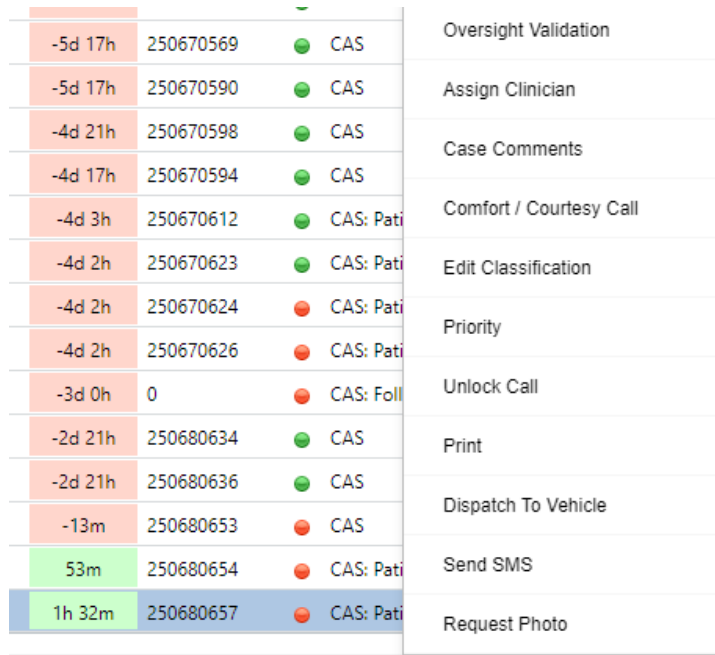 -5d 17h 250670569 CAS
-5d 17h 250670590 CAS
-4d 21h 250670598 CAS
-4d 17h 250670594 CAS
-4d 3h 250670612 CAS: Pati
-4d 2h 250670623 CAS: Pati
-4d 2h 250670624 CAS: Pati
-4d 2h 250670626 CAS: Pati
-3d 0h 0 CAS: Foll
-2d 21h 250680634 CAS
-2d 21h 250680636 CAS
-13m 250680653 CAS
53m 250680654 CAS: Pati
1h 32m 250680657 CAS: Pati
Oversight Validation
Assign Clinician
Case Comments
Comfort / Courtesy Call
Edit Classification
Priority
Unlock Call
Print
Dispatch To Vehicle
Send SMS
Request Photo